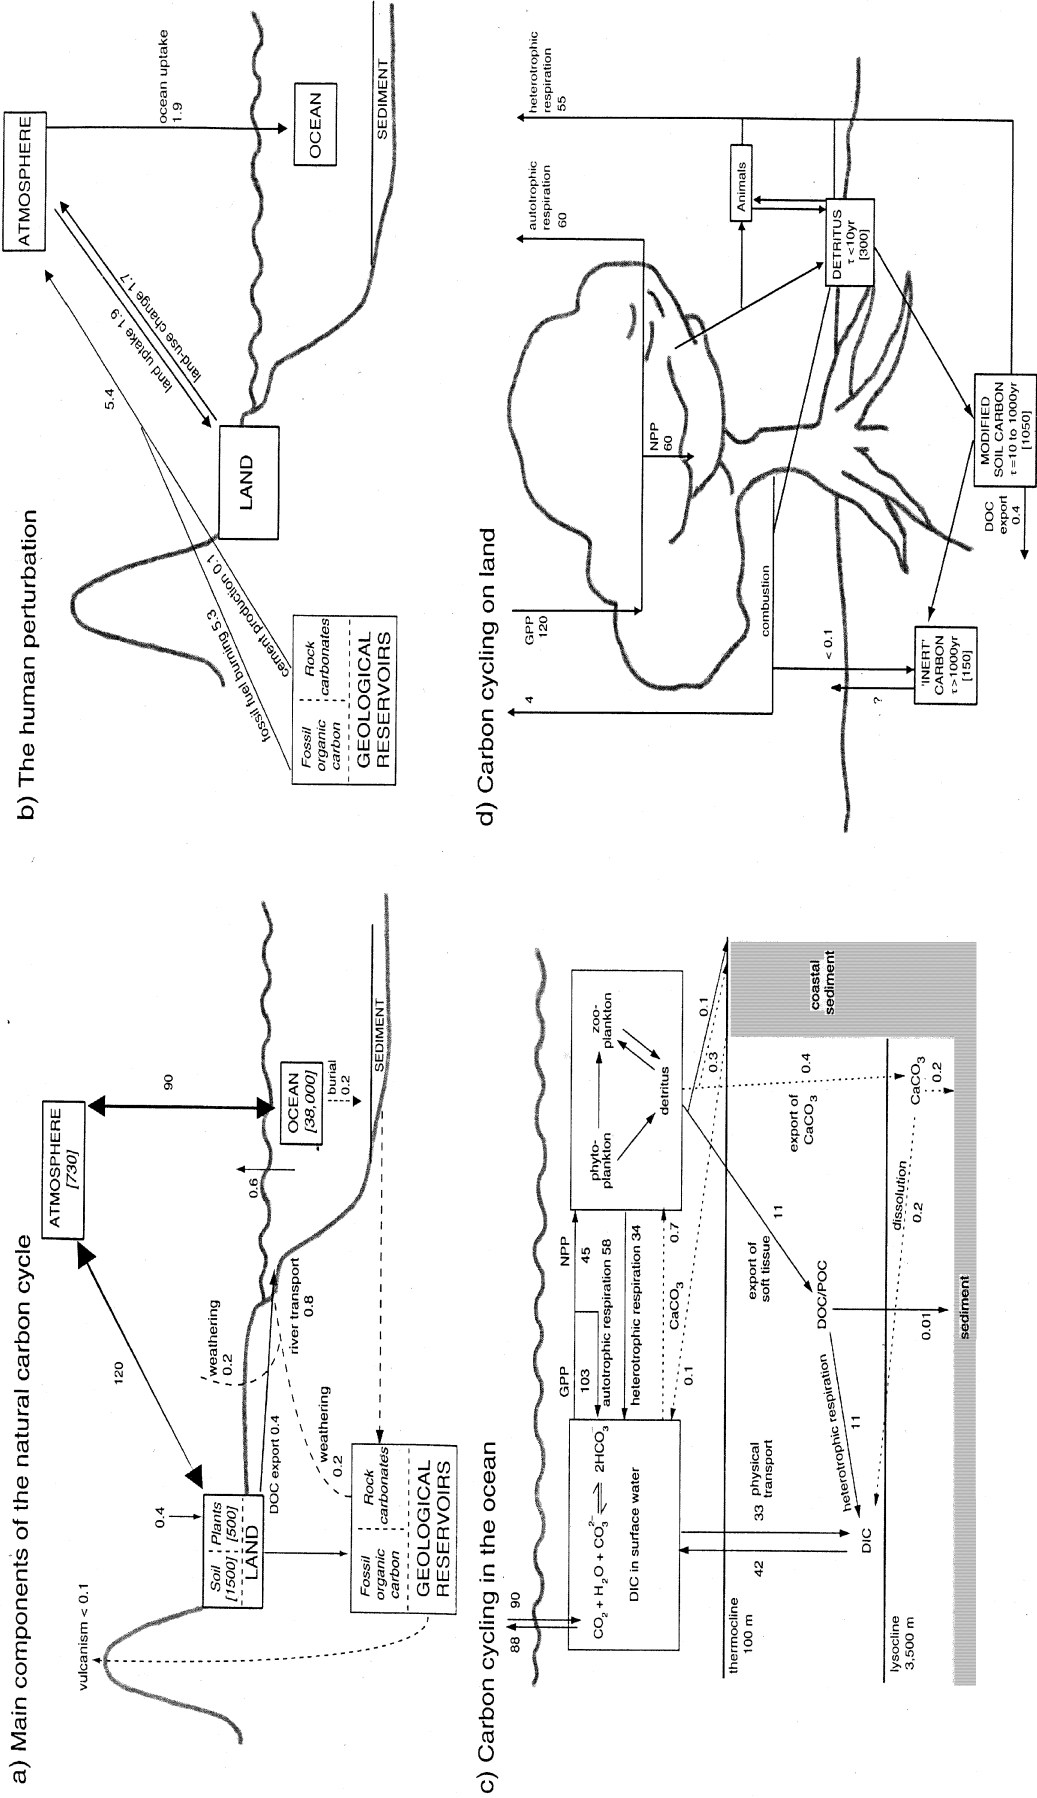 a) Main components of the natural carbon cycle
ATMOSPHERE
[730]
120
90
0.4
Soil
[1500]
Plants
[500]
LAND
vulcanism < 0.1
weathering
0.2
DOC export 0.4
river transport
0.8
0.6
OCEAN
[38,000]
burial
0.2
weathering
0.2
SEDIMENT
Fossil
organic
carbon
Rock
carbonates
GEOLOGICAL
RESERVOIRS
b) The human perturbation
ATMOSPHERE
5.4
land uptake 1.9
land-use change 1.7
ocean uptake
1.9
LAND
OCEAN
SEDIMENT
fossil fuel burning 5.3
cement production 0.1
Fossil
organic
carbon
Rock
carbonates
GEOLOGICAL
RESERVOIRS
c) Carbon cycling in the ocean
88
90
CO2 + H2O + CO3 2- ⇌ 2HCO3 -
DIC in surface water
GPP
103
NPP
45
autotrophic respiration 58
heterotrophic respiration 34
CaCO3
0.7
0.1
phyto-
plankton
zoo-
plankton
detritus
thermocline
100 m
42
33
physical
transport
export of
soft tissue
11
export of
CaCO3
0.4
0.3
0.1
coastal
sediment
DIC
heterotrophic respiration
11
DOC/POC
lysocline
3,500 m
0.01
dissolution
0.2
CaCO3
0.2
sediment
d) Carbon cycling on land
4
GPP
120
autotrophic
respiration
60
heterotrophic
respiration
55
NPP
60
combustion
Animals
DETRITUS
τ <10yr
[300]
< 0.1
?
'INERT'
CARBON
τ >1000yr
[150]
DOC
export
0.4
MODIFIED
SOIL CARBON
τ =10 to 1000yr
[1050]